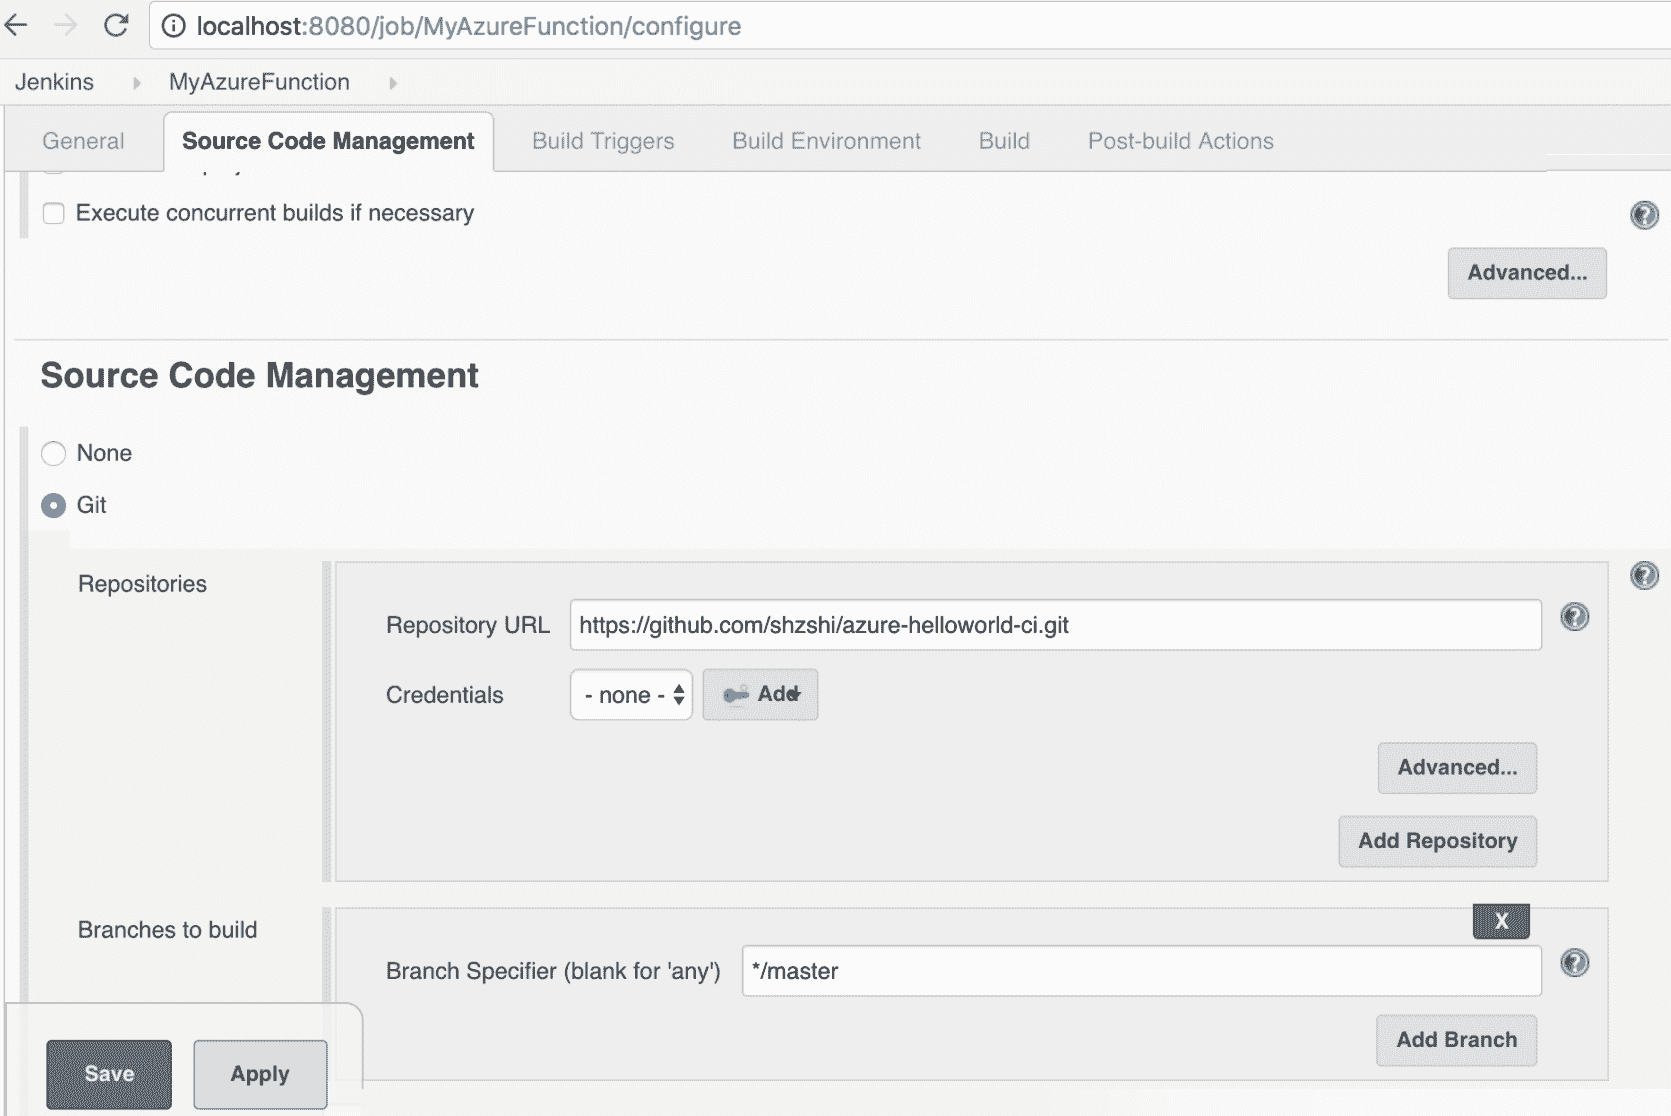 localhost:8080/job/MyAzureFunction/configure
Jenkins MyAzureFunction
General Source Code Management Build Triggers Build Environment Build Post-build Actions
Execute concurrent builds if necessary
Advanced...
Source Code Management
None
Git
Repositories
Repository URL https://github.com/shzshi/azure-helloworld-ci.git
Credentials - none - Add
Advanced...
Add Repository
Branches to build
X
Branch Specifier (blank for 'any') */master
Add Branch
Save Apply